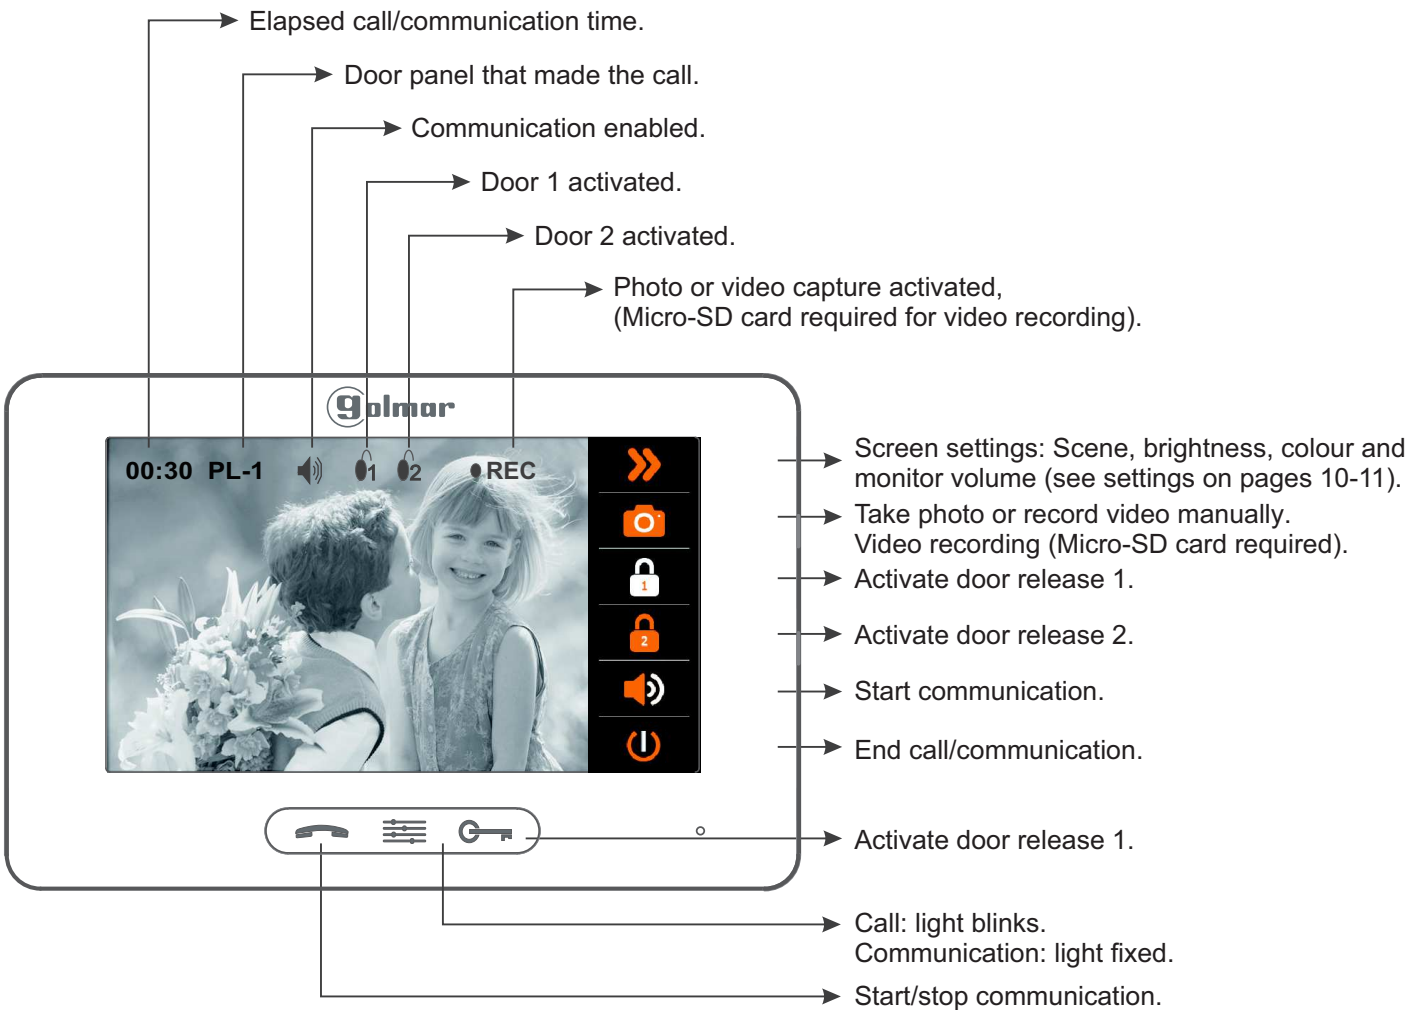 Elapsed call/communication time.
Door panel that made the call.
Communication enabled.
Door 1 activated.
Door 2 activated.
Photo or video capture activated,
(Micro-SD card required for video recording).
golmar
00:30 PL-1 1 2 REC
1
2
Screen settings: Scene, brightness, colour and
monitor volume (see settings on pages 10-11).
Take photo or record video manually.
Video recording (Micro-SD card required).
Activate door release 1.
Activate door release 2.
Start communication.
End call/communication.
Activate door release 1.
Call: light blinks.
Communication: light fixed.
Start/stop communication.